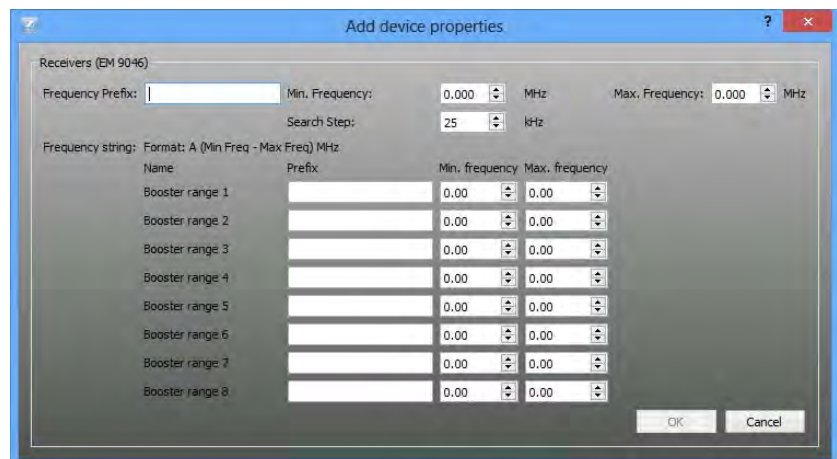 Add device properties
?
Receivers (EM 9046)
Frequency Prefix: Min. Frequency: 0.000 MHz Max. Frequency: 0.000 MHz
Search Step: 25 kHz
Frequency string: Format: A (Min Freq - Max Freq) MHz
Name Prefix Min. frequency Max. frequency
Booster range 1 0.00 0.00
Booster range 2 0.00 0.00
Booster range 3 0.00 0.00
Booster range 4 0.00 0.00
Booster range 5 0.00 0.00
Booster range 6 0.00 0.00
Booster range 7 0.00 0.00
Booster range 8 0.00 0.00
OK Cancel